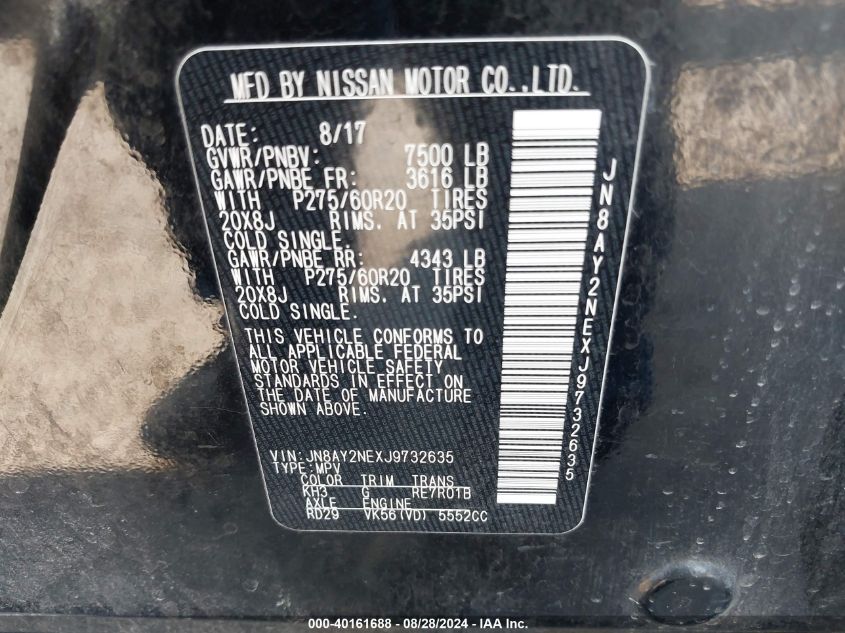 MFD BY NISSAN MOTOR CO.,LTD.
DATE: 8/17
GVWR/PNBV: 7500 LB
GAWR/PNBE FR: 3616 LB
WITH P275/60R20 TIRES
20X8J RIMS. AT 35PSI
COLD SINGLE.
GAWR/PNBE RR: 4343 LB
WITH P275/60R20 TIRES
20X8J RIMS. AT 35PSI
COLD SINGLE.
THIS VEHICLE CONFORMS TO
ALL APPLICABLE FEDERAL
MOTOR VEHICLE SAFETY
STANDARDS IN EFFECT ON
THE DATE OF MANUFACTURE
SHOWN ABOVE.
VIN:JN8AY2NEXJ9732635
TYPE:MPV
COLOR TRIM TRANS
KH3 G RE7R01B
AXLE ENGINE
RD29 VK56(VD) 5552CC
JN8AY2NEXJ9732635
000-40161688 - 08/28/2024 - IAA Inc.